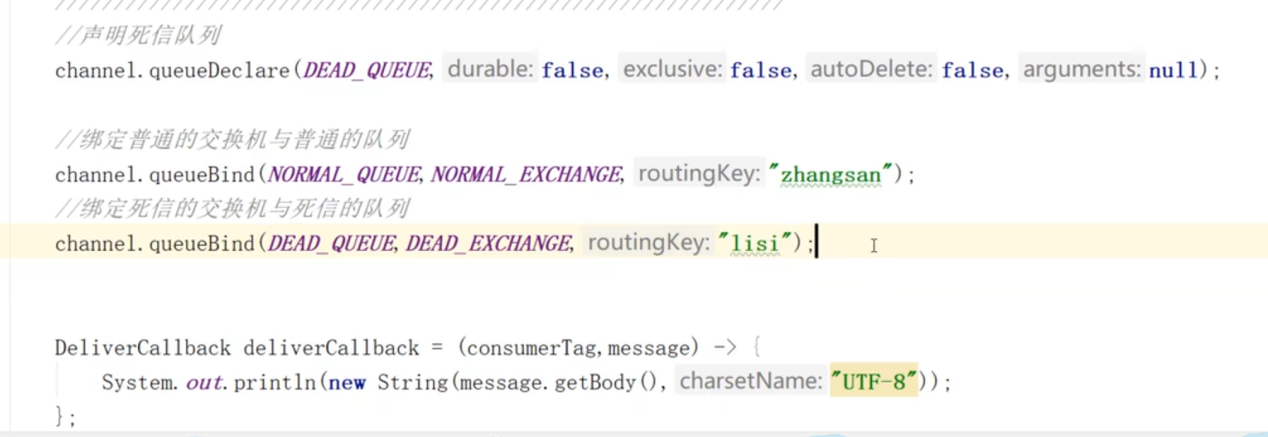 ////////////////////////////////////////////////////////////////
//声明死信队列
channel.queueDeclare(DEAD_QUEUE, durable: false, exclusive: false, autoDelete: false, arguments: null);
//绑定普通的交换机与普通的队列
channel.queueBind(NORMAL_QUEUE, NORMAL_EXCHANGE, routingKey: "zhangsan");
//绑定死信的交换机与死信的队列
channel.queueBind(DEAD_QUEUE, DEAD_EXCHANGE, routingKey: "lisi");
DeliverCallback deliverCallback = (consumerTag,message) -> {
System.out.println(new String(message.getBody(), charsetName: "UTF-8"));
};